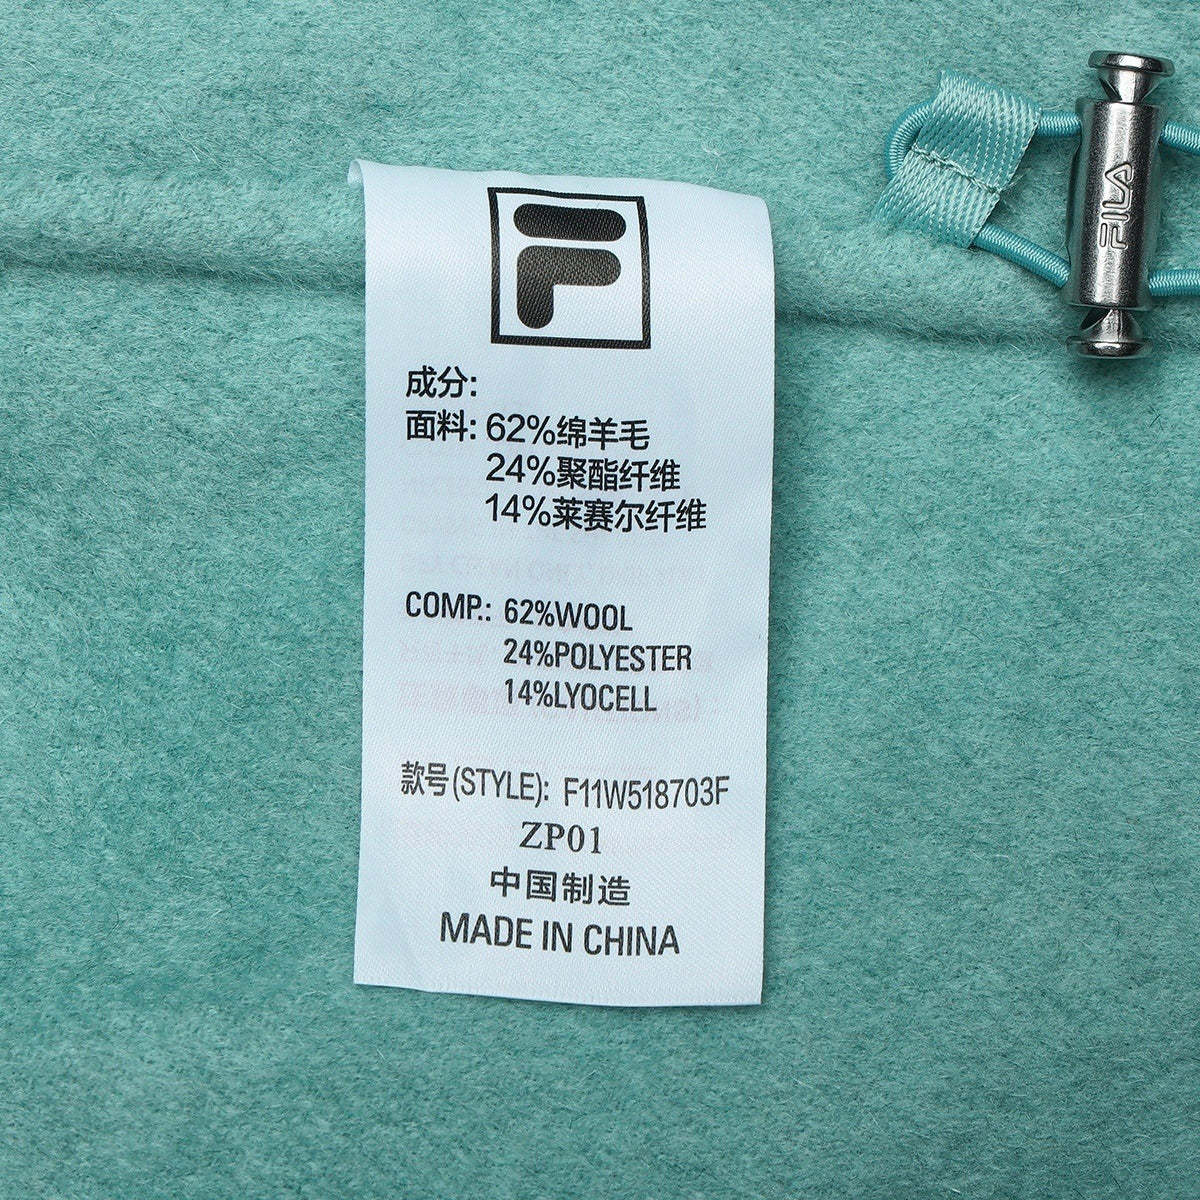 F
FILA
成分:
面料: 62%绵羊毛
24%聚酯纤维
14%莱赛尔纤维
COMP.: 62%WOOL
24%POLYESTER
14%LYOCELL
款号(STYLE): F11W518703F
ZP01
中国制造
MADE IN CHINA